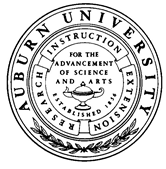 AUBURN UNIVERSITY
INSTRUCTION
RESEARCH
EXTENSION
FOR THE
ADVANCEMENT
OF SCIENCE
AND ARTS
ESTABLISHED 1856